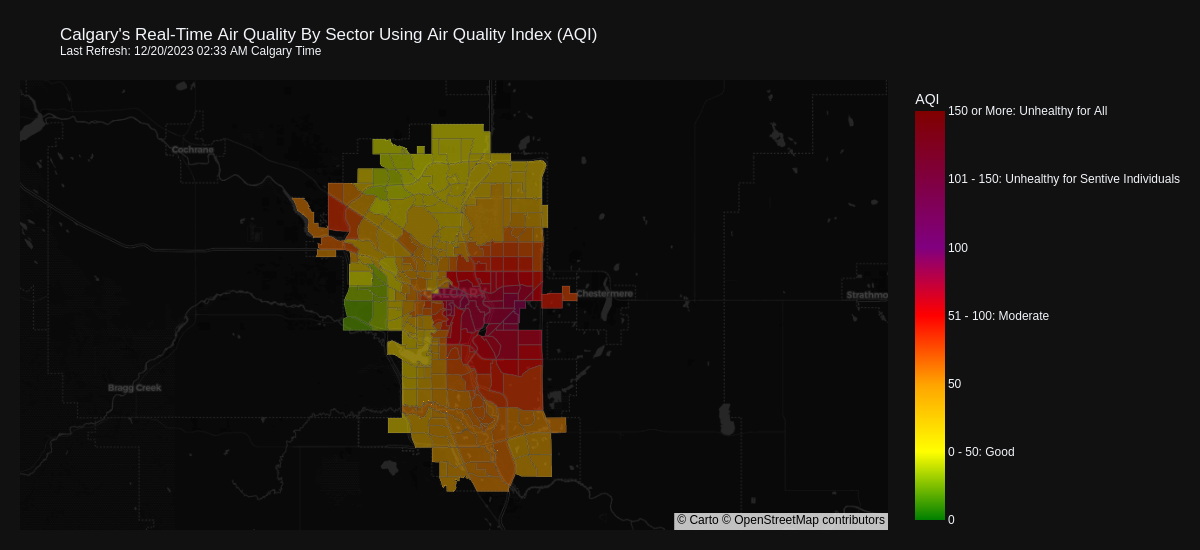 Calgary's Real-Time Air Quality By Sector Using Air Quality Index (AQI)
Last Refresh: 12/20/2023 02:33 AM Calgary Time
AQI
150 or More: Unhealthy for All
Cochrane
101 - 150: Unhealthy for Sentive Individuals
100
CALGARY
Chestermere
Strathmo
51 - 100: Moderate
50
Bragg Creek
0 - 50: Good
© Carto © OpenStreetMap contributors
0